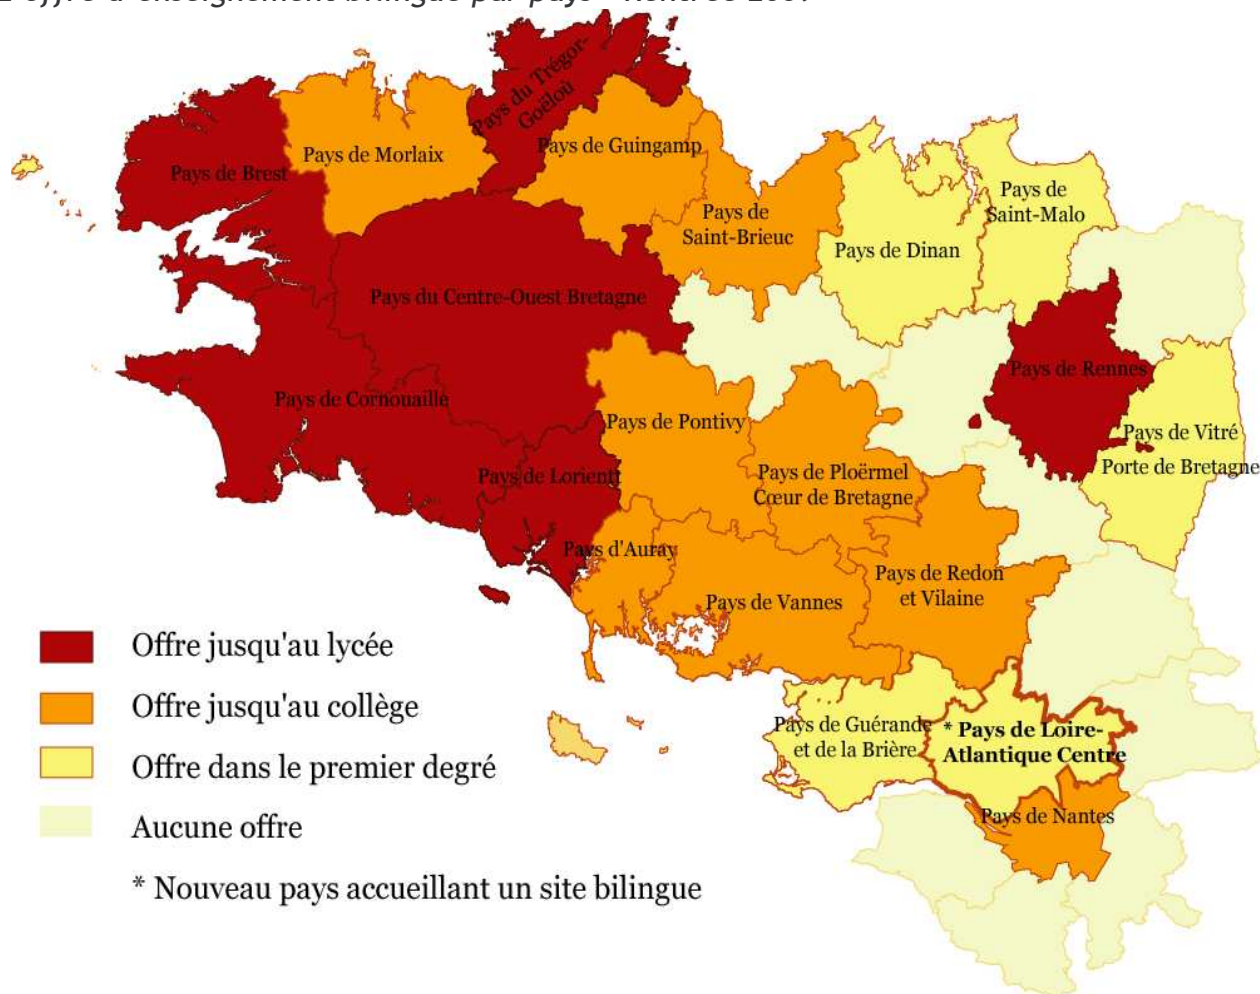 Pays du Trégor-
Goëlou
Pays de Morlaix
Pays de Guingamp
Pays de Brest
Pays de
Saint-Malo
Pays de
Saint-Brieuc
Pays de Dinan
Pays du Centre-Ouest Bretagne
Pays de Rennes
Pays de Cornouaille
Pays de Pontivy
Pays de Vitré
Porte de Bretagne
Pays de Ploërmel
Cœur de Bretagne
Pays de Lorient
Pays d'Auray
Pays de Vannes
Pays de Redon
et Vilaine
Pays de Guérande
et de la Brière
* Pays de Loire-
Atlantique Centre
Pays de Nantes
Offre jusqu'au lycée
Offre jusqu'au collège
Offre dans le premier degré
Aucune offre
* Nouveau pays accueillant un site bilingue